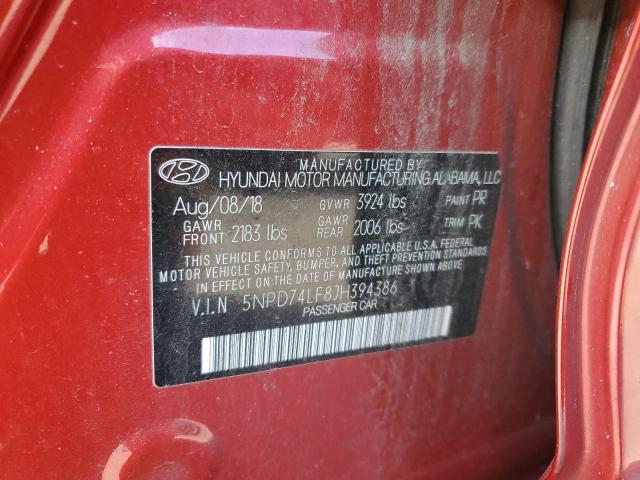 MANUFACTURED BY
HYUNDAI MOTOR MANUFACTURING ALABAMA, LLC
Aug/08/18 GVWR 3924 lbs PAINT PR
GAWR FRONT 2183 lbs GAWR REAR 2006 lbs TRIM PK
THIS VEHICLE CONFORMS TO ALL APPLICABLE U.S.A. FEDERAL
MOTOR VEHICLE SAFETY, BUMPER, AND THEFT PREVENTION STANDARDS
IN EFFECT ON THE DATE OF MANUFACTURE SHOWN ABOVE.
V.I.N 5NPD74LF8JH394386
PASSENGER CAR